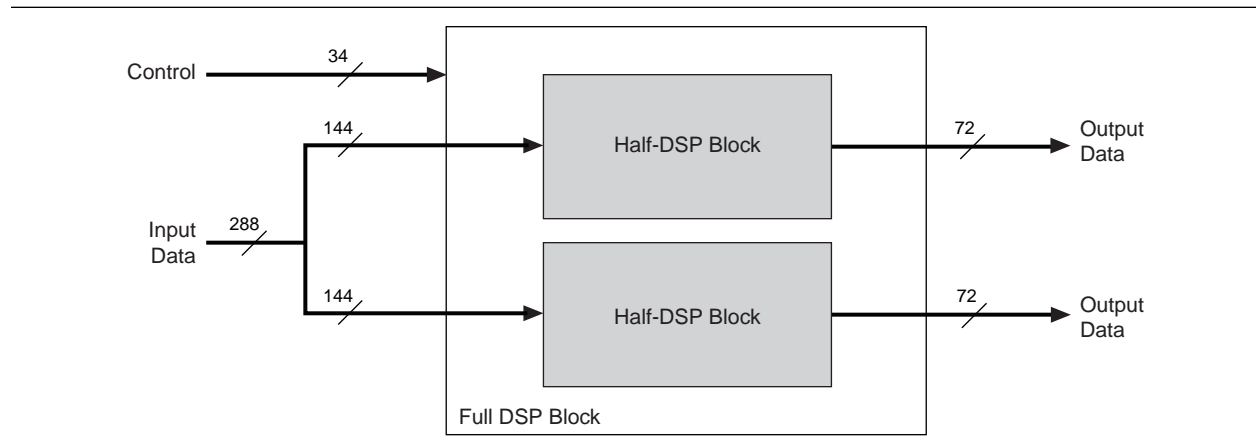 Control
34
144
Half-DSP Block
72
Output
Data
Input
Data
288
144
Half-DSP Block
72
Output
Data
Full DSP Block